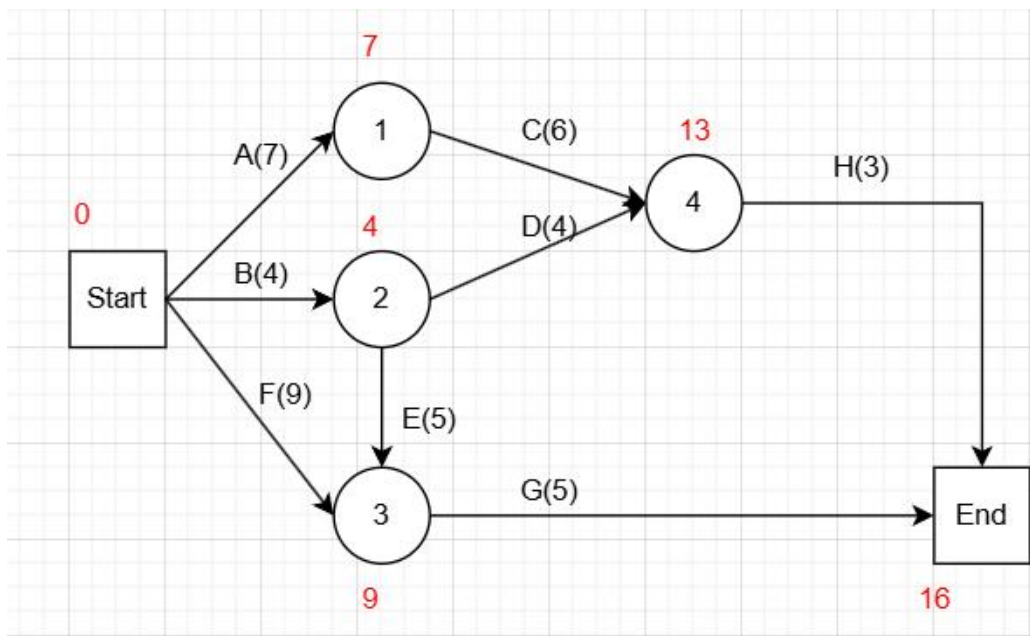 7
1
C(6)
13
A(7)
H(3)
0
4
D(4)
4
B(4)
Start
2
F(9)
E(5)
G(5)
3
End
9
16